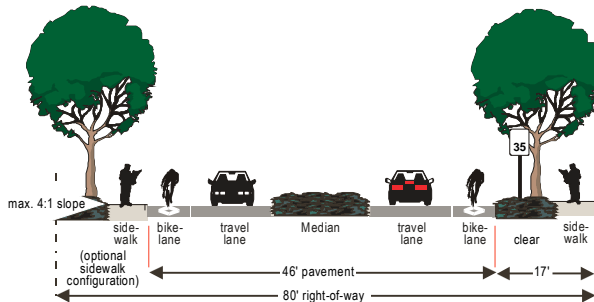 35
max. 4:1 slope
side-
walk
bike-
lane
travel
lane
Median
travel
lane
bike-
lane
clear
side-
walk
(optional
sidewalk
configuration)
46' pavement
17'
80' right-of-way